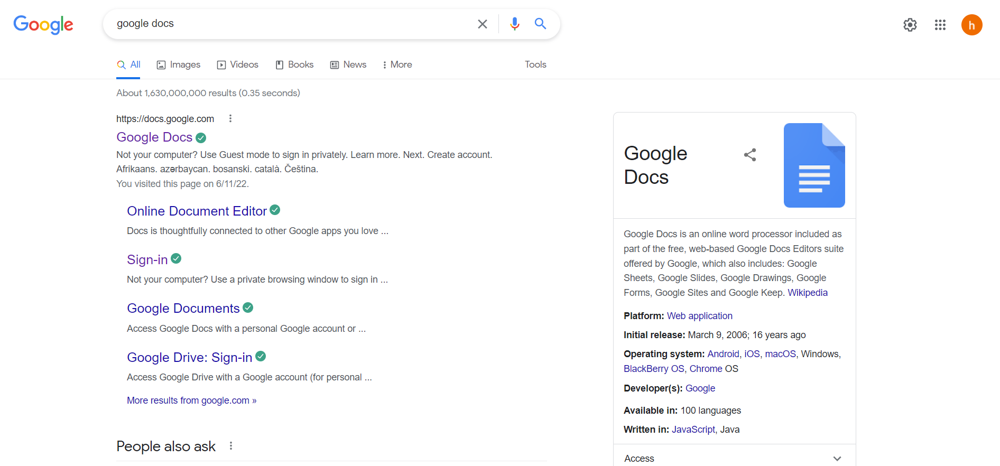 Google
google docs
h
All
Images
Videos
Books
News
More
Tools
About 1,630,000,000 results (0.35 seconds)
https://docs.google.com
Google Docs
Not your computer? Use Guest mode to sign in privately. Learn more. Next. Create account.
Afrikaans. azərbaycan. bosanski. català. Čeština.
You visited this page on 6/11/22.
Online Document Editor
Docs is thoughtfully connected to other Google apps you love ...
Sign-in
Not your computer? Use a private browsing window to sign in ...
Google Documents
Access Google Docs with a personal Google account or ...
Google Drive: Sign-in
Access Google Drive with a Google account (for personal ...
More results from google.com »
People also ask
Google
Docs
Google Docs is an online word processor included as
part of the free, web-based Google Docs Editors suite
offered by Google, which also includes: Google
Sheets, Google Slides, Google Drawings, Google
Forms, Google Sites and Google Keep. Wikipedia
Platform: Web application
Initial release: March 9, 2006; 16 years ago
Operating system: Android, iOS, macOS, Windows,
BlackBerry OS, Chrome OS
Developer(s): Google
Available in: 100 languages
Written in: JavaScript, Java
Access